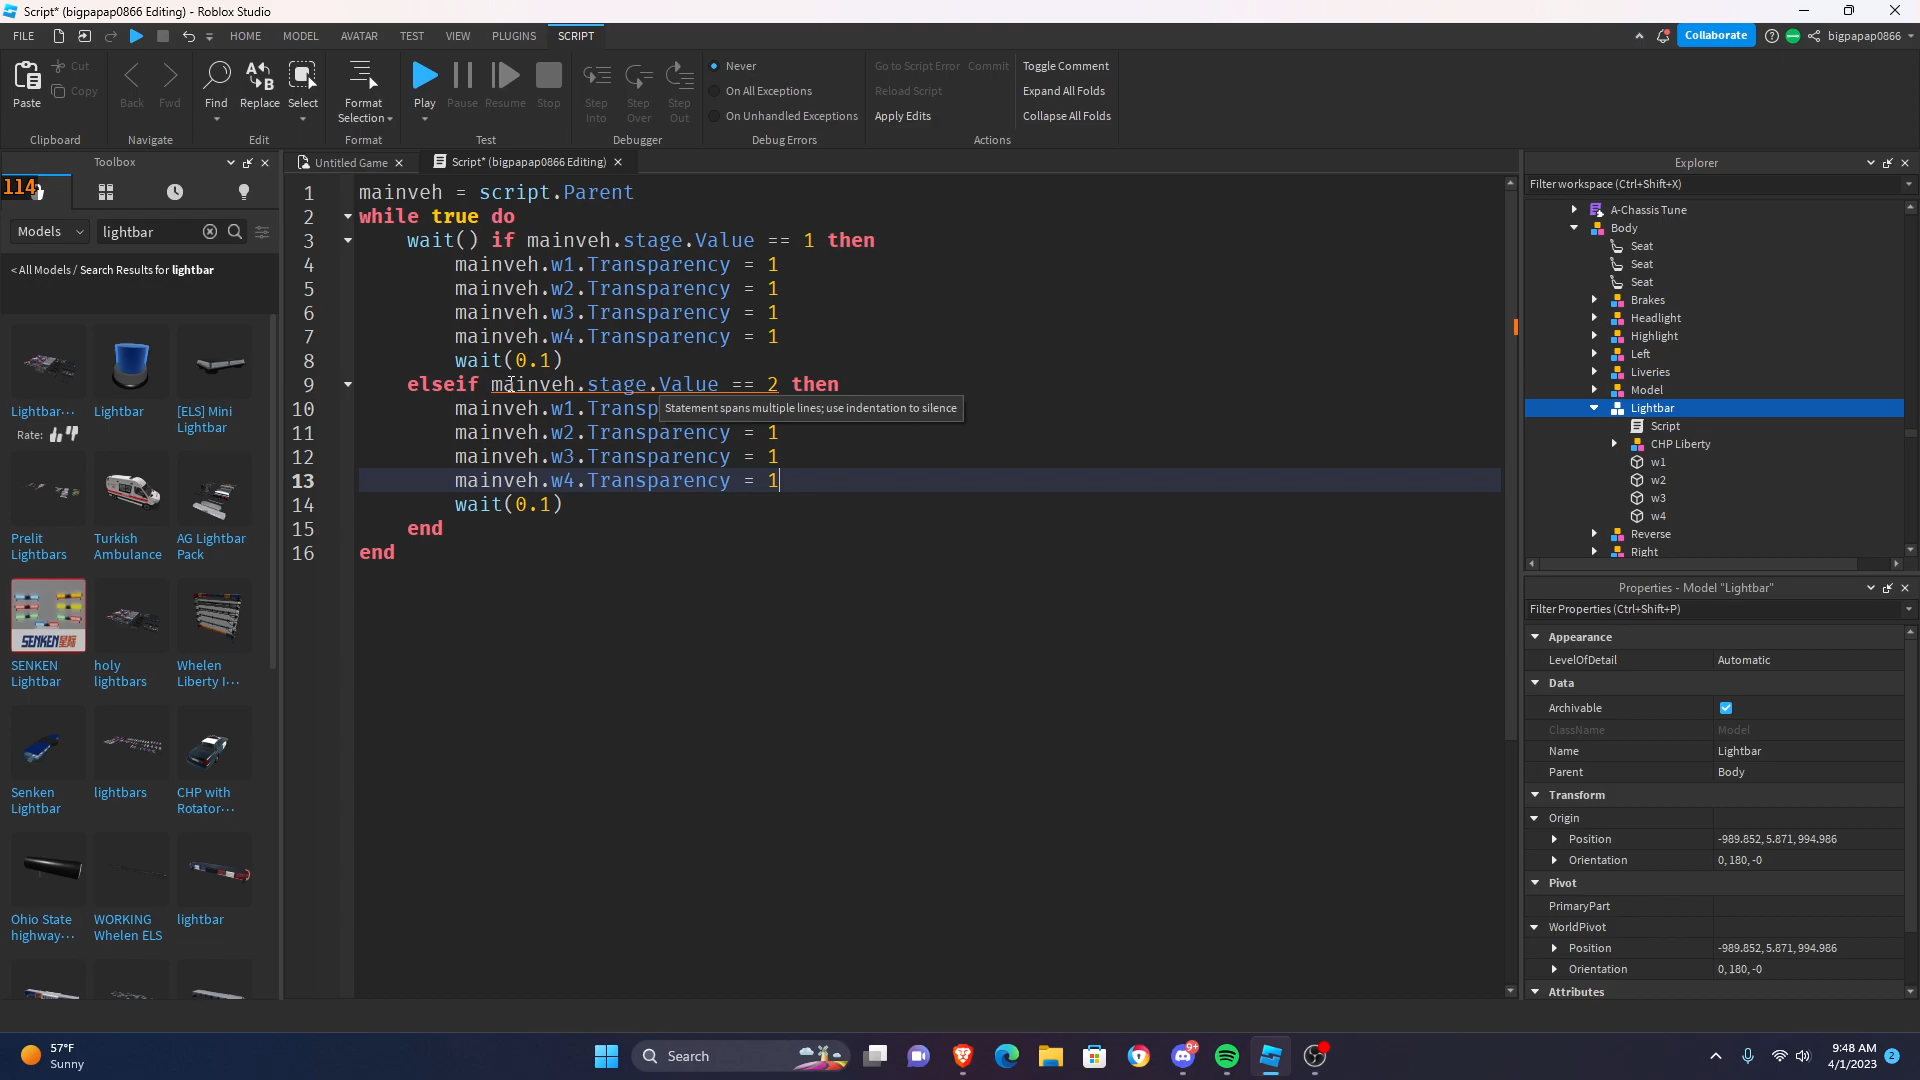 Script* (bigpapap0866 Editing) - Roblox Studio
FILE
HOME
MODEL
AVATAR
TEST
VIEW
PLUGINS
SCRIPT
Collaborate
bigpapap0866
Paste
Cut
Copy
Clipboard
Back
Fwd
Navigate
Find
Replace
Select
Edit
Format
Selection
Format
Play
Pause
Resume
Stop
Test
Step
Into
Step
Over
Step
Out
Debugger
Never
On All Exceptions
On Unhandled Exceptions
Debug Errors
Go to Script Error
Commit
Reload Script
Apply Edits
Toggle Comment
Expand All Folds
Collapse All Folds
Actions
Toolbox
114
Models
lightbar
< All Models / Search Results for lightbar
Lightbar···
Rate:
Lightbar
[ELS] Mini
Lightbar
Prelit
Lightbars
Turkish
Ambulance
AG Lightbar
Pack
SENKEN
SENKEN
Lightbar
holy
lightbars
Whelen
Liberty I···
Senken
Lightbar
lightbars
CHP with
Rotator···
Ohio State
highway···
WORKING
Whelen ELS
lightbar
Untitled Game
Script* (bigpapap0866 Editing)
1 mainveh = script.Parent
2 while true do
3 wait() if mainveh.stage.Value == 1 then
4 mainveh.w1.Transparency = 1
5 mainveh.w2.Transparency = 1
6 mainveh.w3.Transparency = 1
7 mainveh.w4.Transparency = 1
8 wait(0.1)
9 elseif mainveh.stage.Value == 2 then
10 mainveh.w1.Transp
Statement spans multiple lines; use indentation to silence
11 mainveh.w2.Transparency = 1
12 mainveh.w3.Transparency = 1
13 mainveh.w4.Transparency = 1
14 wait(0.1)
15 end
16 end
Explorer
Filter workspace (Ctrl+Shift+X)
A-Chassis Tune
Body
Seat
Seat
Seat
Brakes
Headlight
Highlight
Left
Liveries
Model
Lightbar
Script
CHP Liberty
w1
w2
w3
w4
Reverse
Right
Properties - Model "Lightbar"
Filter Properties (Ctrl+Shift+P)
Appearance
LevelOfDetail Automatic
Data
Archivable
ClassName Model
Name Lightbar
Parent Body
Transform
Origin
Position -989.852, 5.871, 994.986
Orientation 0, 180, -0
Pivot
PrimaryPart
WorldPivot
Position -989.852, 5.871, 994.986
Orientation 0, 180, -0
Attributes
57°F
Sunny
Search
9+
9:48 AM
4/1/2023
2